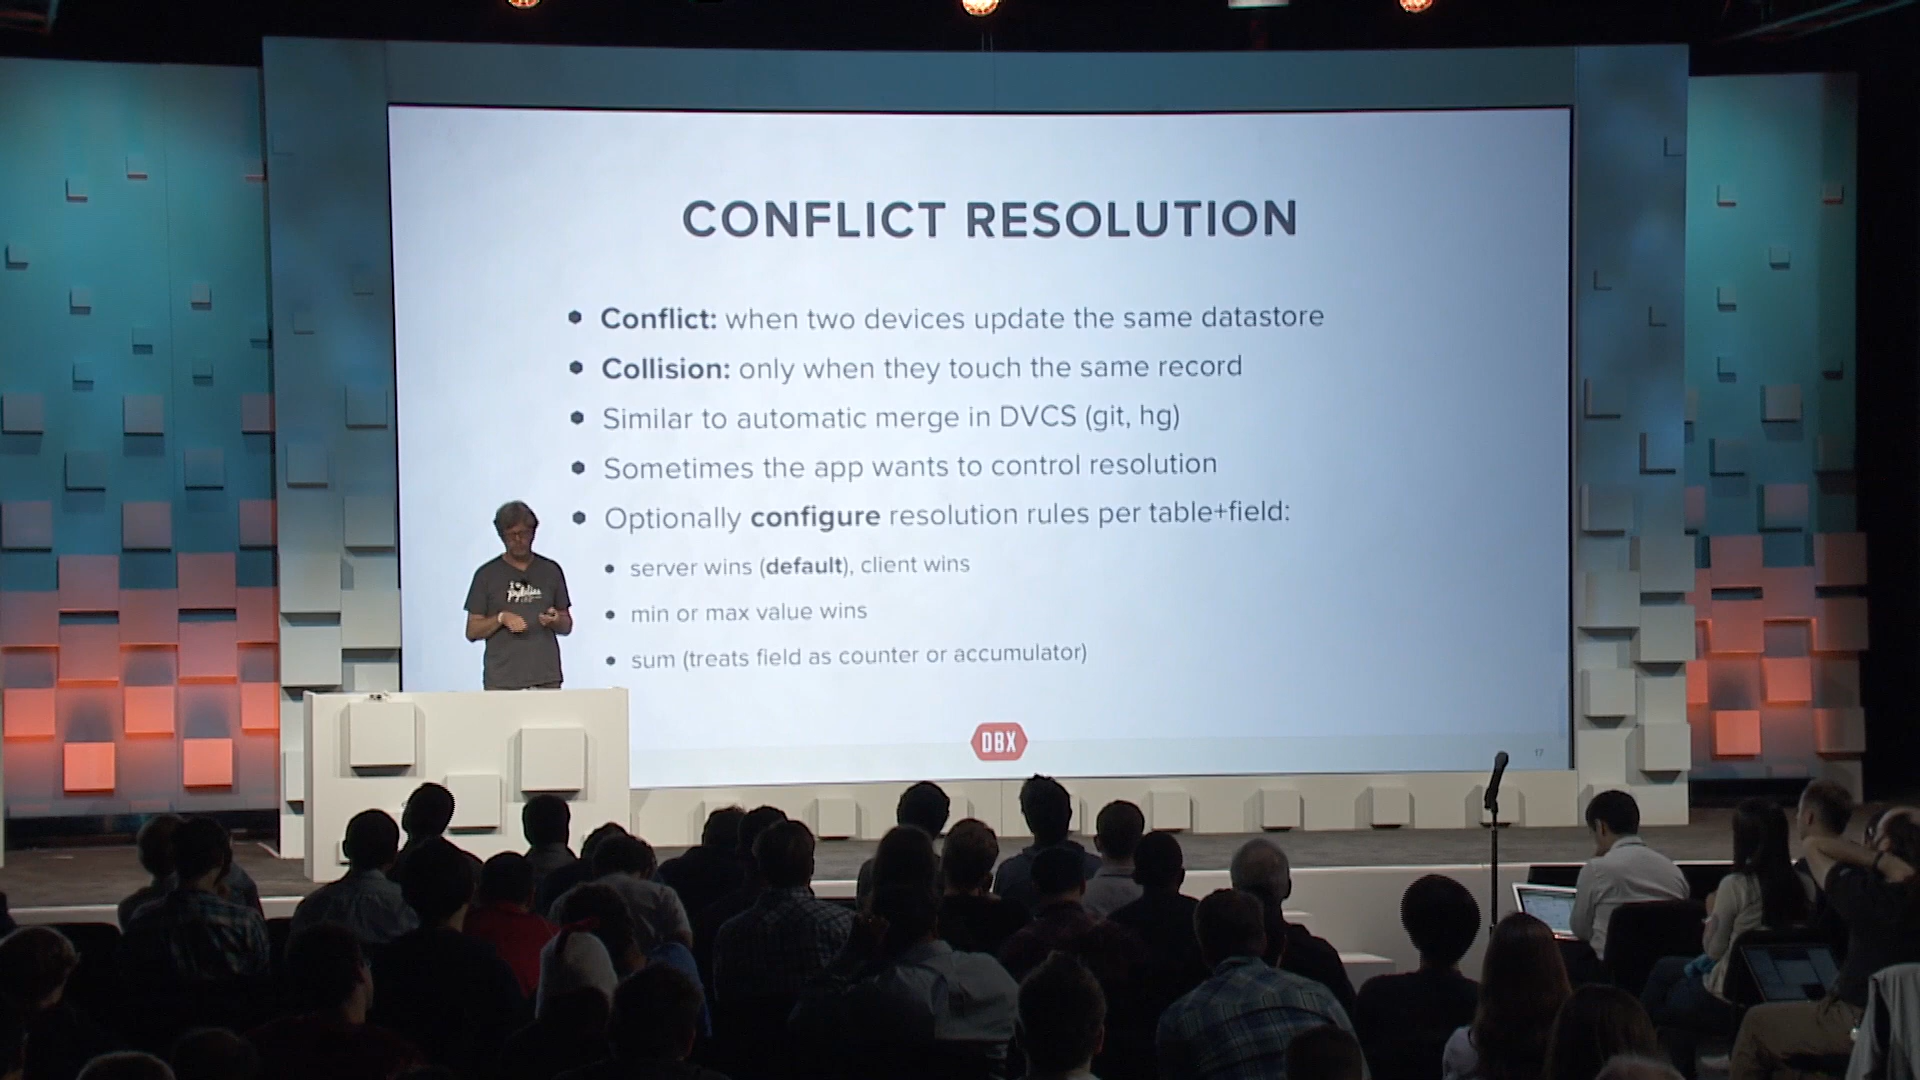 CONFLICT RESOLUTION
Conflict: when two devices update the same datastore
Collision: only when they touch the same record
Similar to automatic merge in DVCS (git, hg)
Sometimes the app wants to control resolution
Optionally configure resolution rules per table+field:
server wins (default), client wins
min or max value wins
sum (treats field as counter or accumulator)
DBX
17